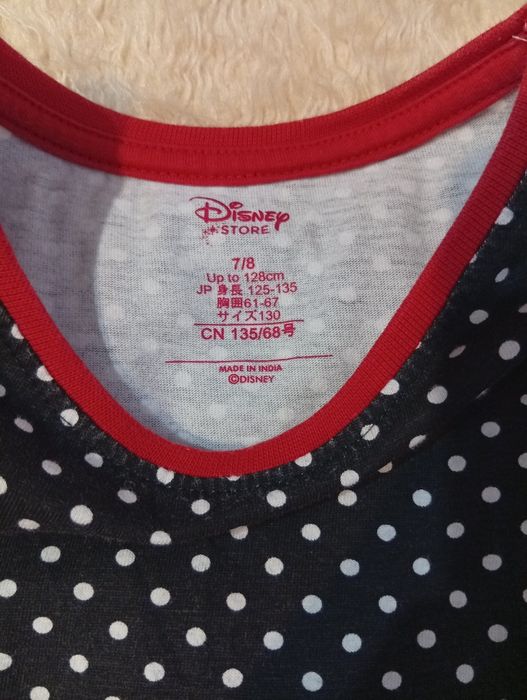 Disney
STORE
7/8
Up to 128cm
JP 身長 125-135
胸囲61-67
サイズ130
CN 135/68号
MADE IN INDIA
©DISNEY